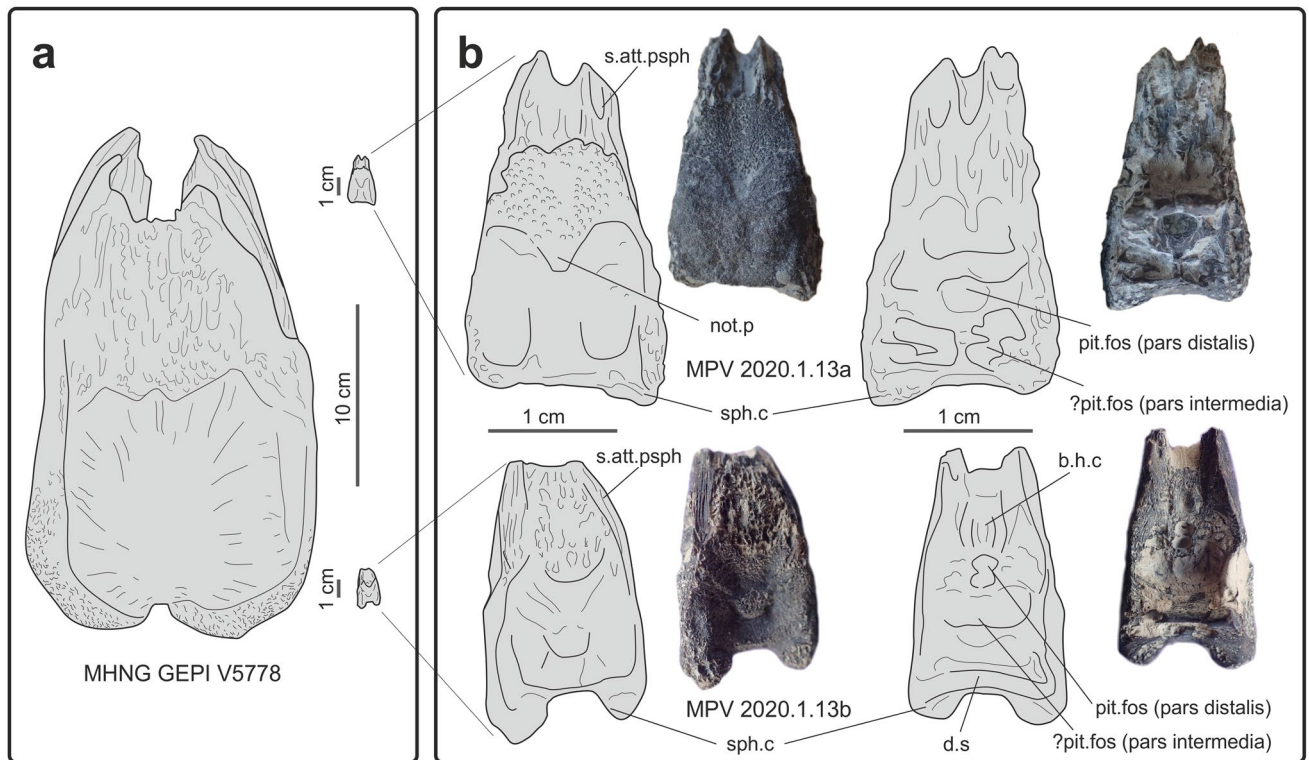 a
1 cm
10 cm
1 cm
MHNG GEPI V5778
b
s.att.psph
not.p
MPV 2020.1.13a
pit.fos (pars distalis)
?pit.fos (pars intermedia)
sph.c
1 cm
1 cm
s.att.psph
b.h.c
MPV 2020.1.13b
pit.fos (pars distalis)
sph.c
d.s
?pit.fos (pars intermedia)